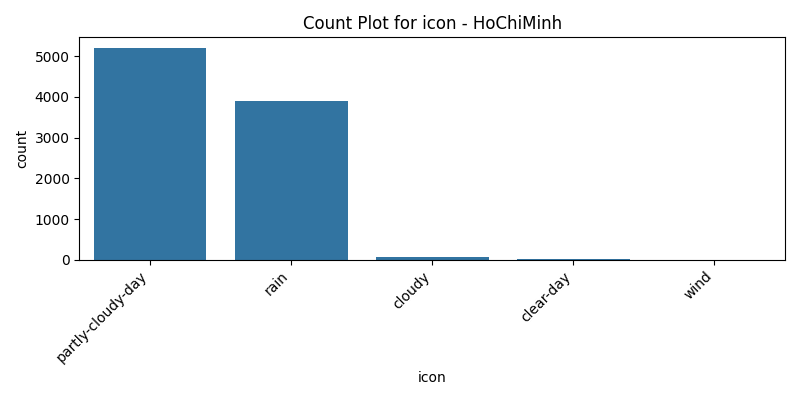 Count Plot for icon - HoChiMinh
count
5000
4000
3000
2000
1000
0
partly-cloudy-day
rain
cloudy
clear-day
wind
icon